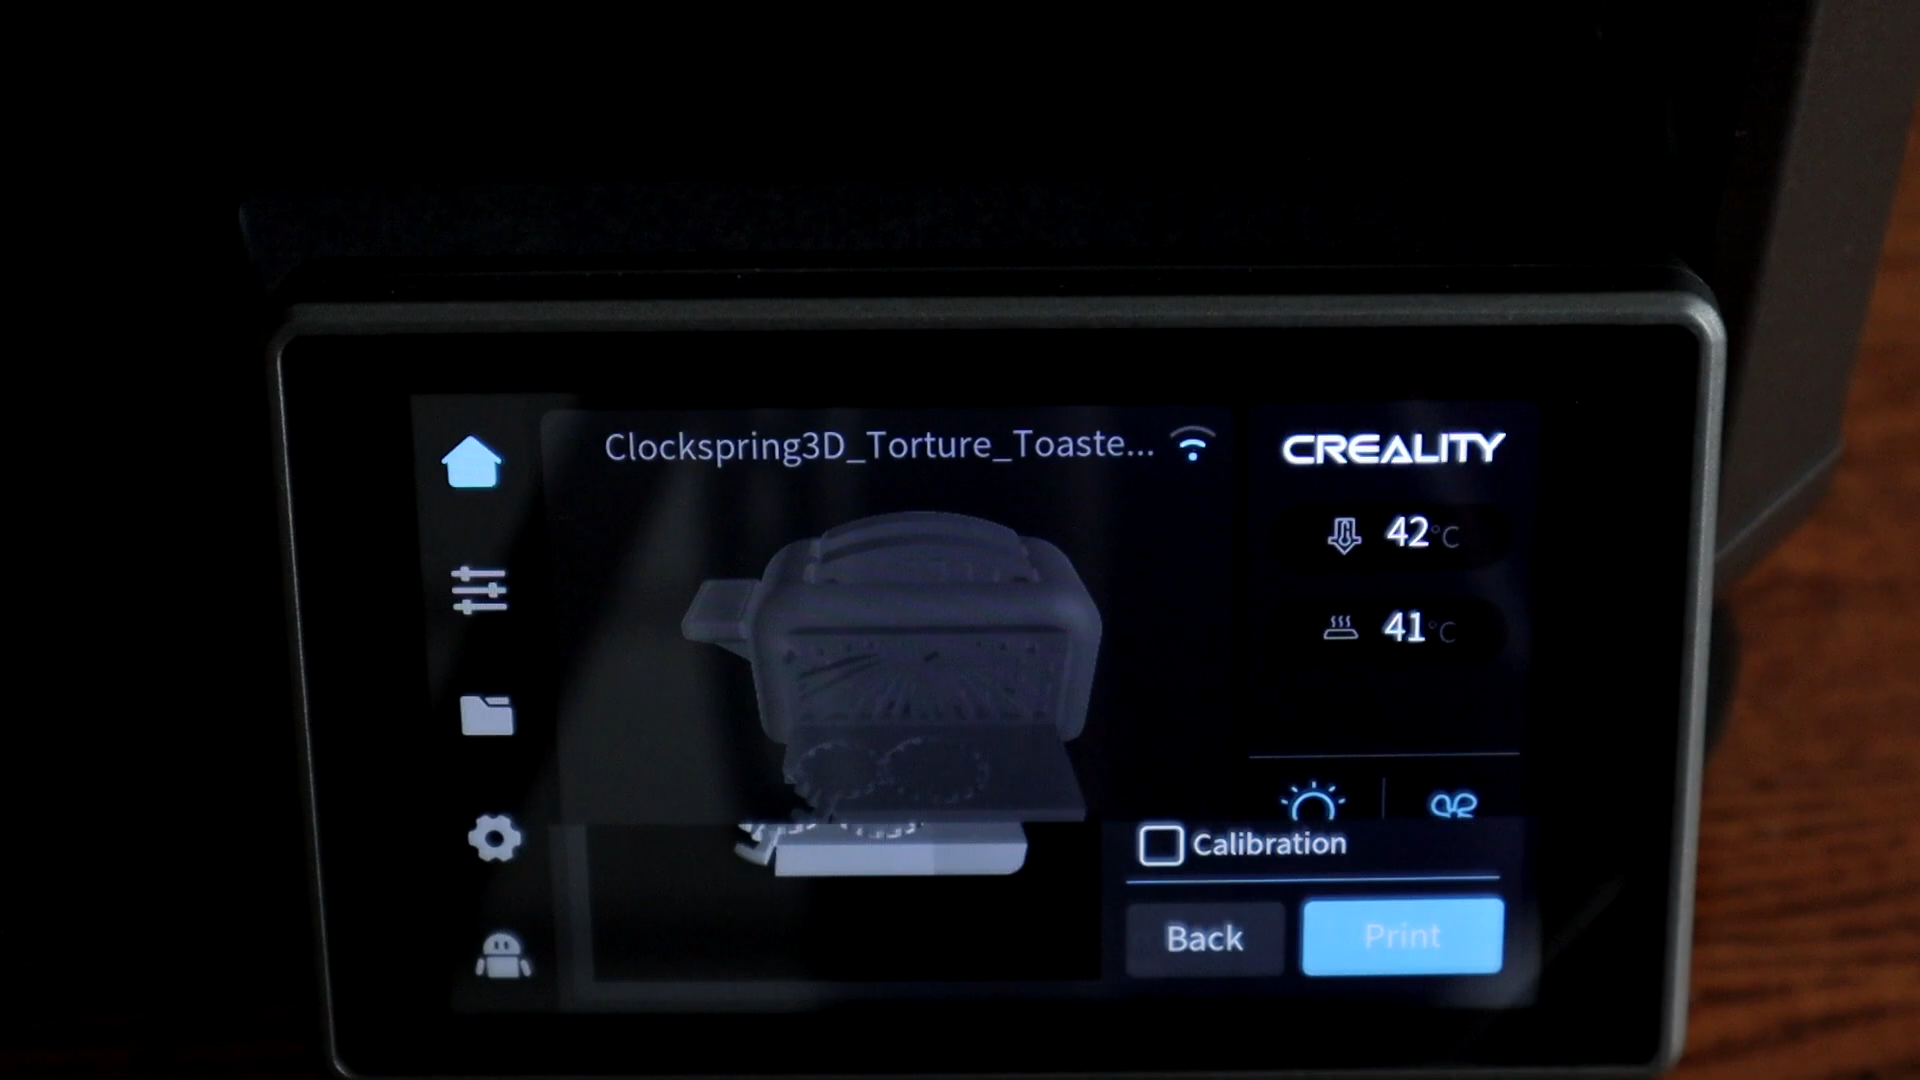 Clockspring3D_Torture_Toaste...
CREALITY
42°C
41°C
Calibration
Back
Print